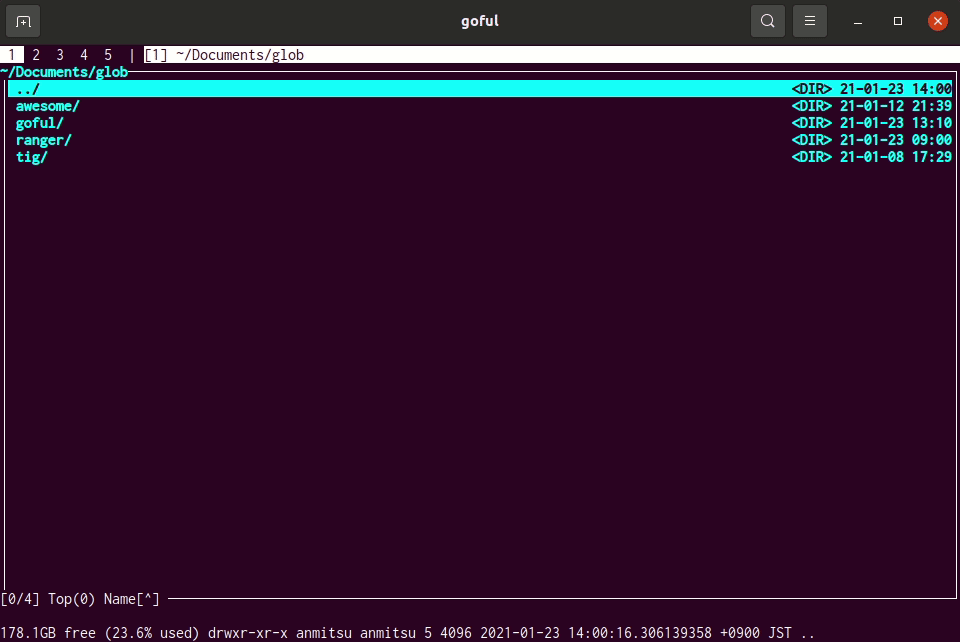 goful
1 2 3 4 5 | [1] ~/Documents/glob
~/Documents/glob
../ <DIR> 21-01-23 14:00
awesome/ <DIR> 21-01-12 21:39
goful/ <DIR> 21-01-23 13:10
ranger/ <DIR> 21-01-23 09:00
tig/ <DIR> 21-01-08 17:29
[0/4] Top(0) Name[^]
178.1GB free (23.6% used) drwxr-xr-x anmitsu anmitsu 5 4096 2021-01-23 14:00:16.306139358 +0900 JST ..